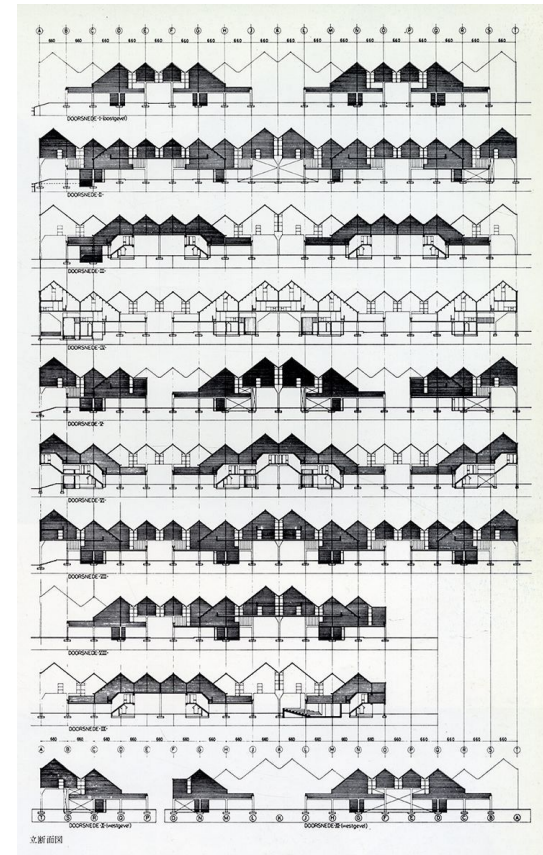 A B C D E F G H J K L M N O P Q R S T
660 660 660 660 660 660 660 660 660 660 660 660 660 660 660 660 660 660
DOORSNEDE-I-(oostgevel)
DOORSNEDE-II-
DOORSNEDE-III-
DOORSNEDE-IV-
DOORSNEDE-V-
DOORSNEDE-VI-
DOORSNEDE-VII-
DOORSNEDE-VIII-
DOORSNEDE-IX-
A B C D E F G H J K L M N O P Q R S T
T S R Q P O N M L K J H G F E D C B A
DOORSNEDE-X-(westgevel)
DOORSNEDE-XI-(westgevel)
立断面図